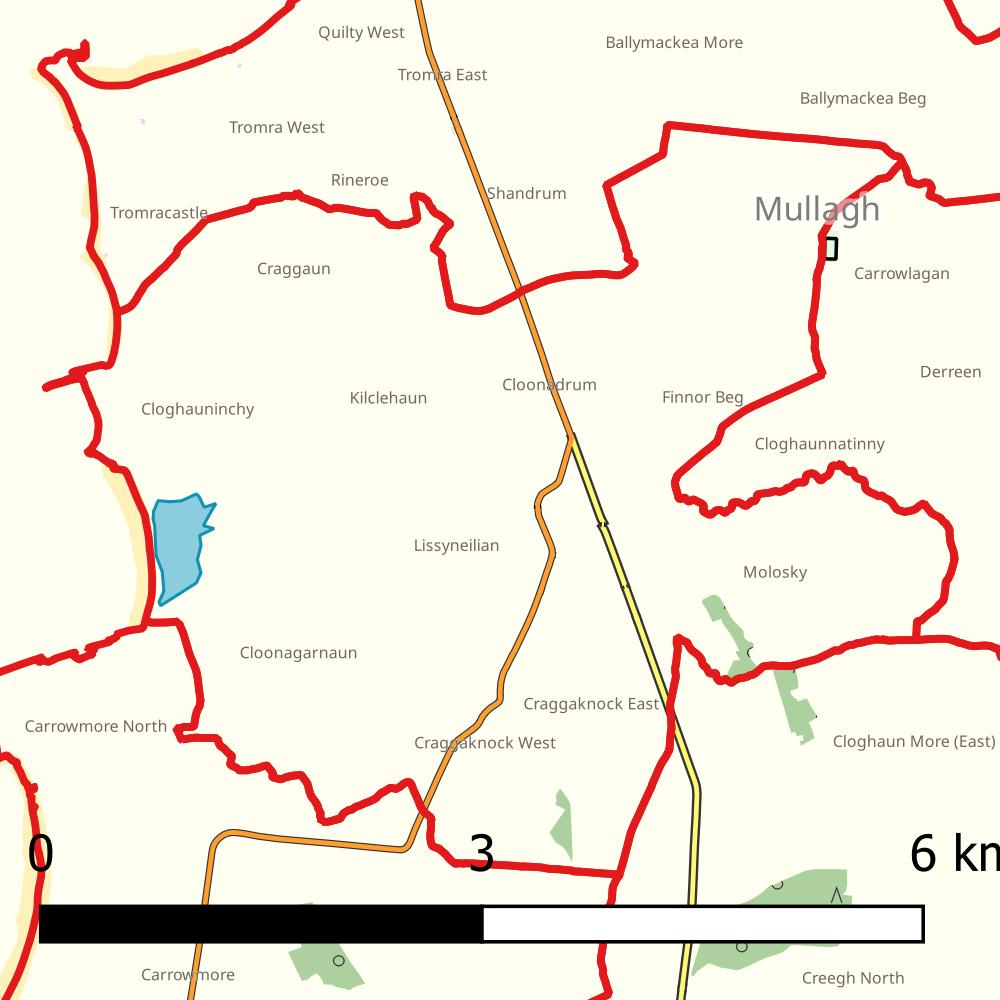 Quilty West
Ballymackea More
Tromra East
Ballymackea Beg
Tromra West
Rineroe
Shandrum
Mullagh
Tromracastle
Craggaun
Carrowlagan
Derreen
Cloonadrum
Kilclehaun
Finnor Beg
Cloghauninchy
Cloghaunnatinny
Lissyneilian
Molosky
Cloonagarnaun
Craggaknock East
Carrowmore North
Craggaknock West
Cloghaun More (East)
0 3 6 km
Carrowmore
Creegh North